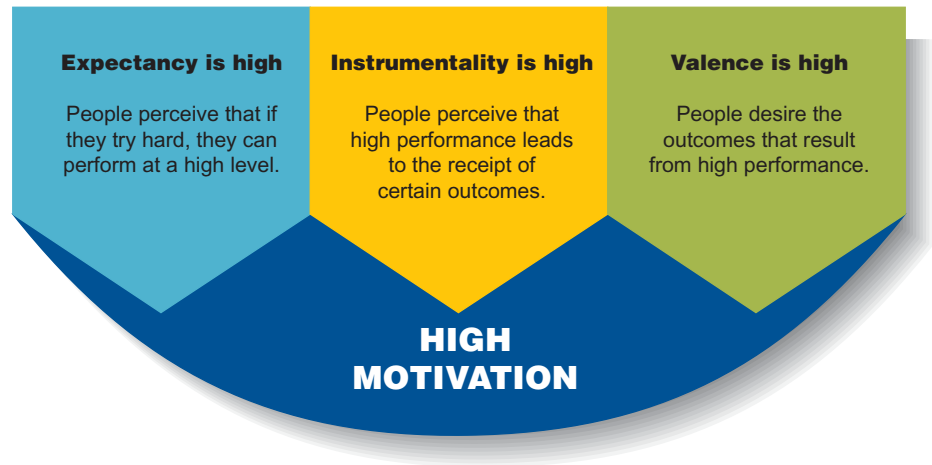 Expectancy is high
People perceive that if
they try hard, they can
perform at a high level.
Instrumentality is high
People perceive that
high performance leads
to the receipt of
certain outcomes.
Valence is high
People desire the
outcomes that result
from high performance.
HIGH
MOTIVATION